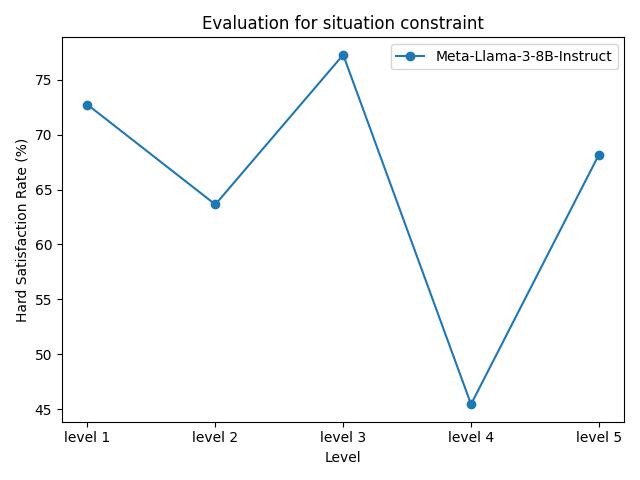 Evaluation for situation constraint
Meta-Llama-3-8B-Instruct
Hard Satisfaction Rate (%)
75
70
65
60
55
50
45
level 1 level 2 level 3 level 4 level 5
Level